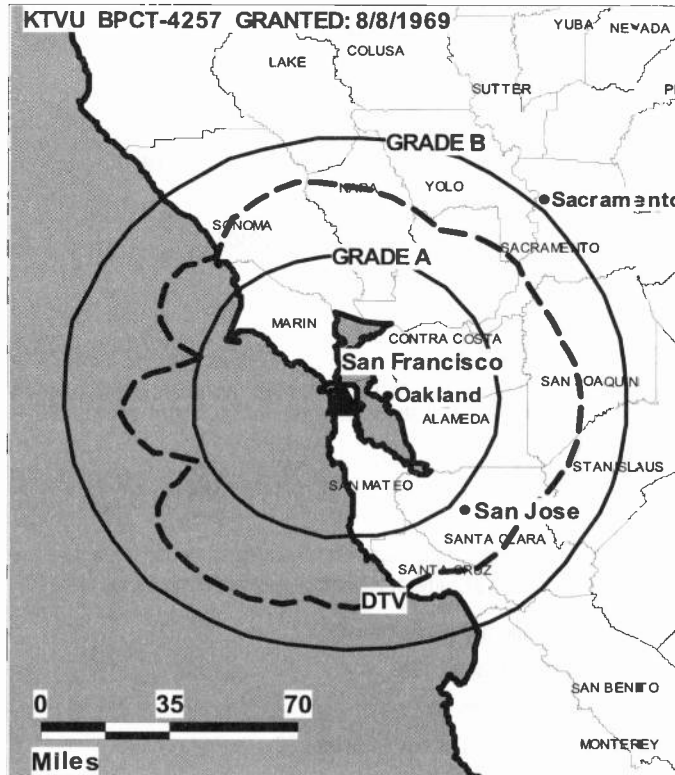 KTVU BPCT-4257 GRANTED: 8/8/1969
YUBA
NEVADA
COLUSA
LAKE
SUTTER
GRADE B
NAPA
YOLO
Sacramento
SONOMA
SACRAMENTO
GRADE A
MARIN
CONTRA COSTA
San Francisco
SAN JOAQUIN
Oakland
ALAMEDA
STANISLAUS
SAN MATEO
San Jose
SANTA CLARA
SANTA CRUZ
DTV
SAN BENITO
0 35 70
MONTEREY
Miles